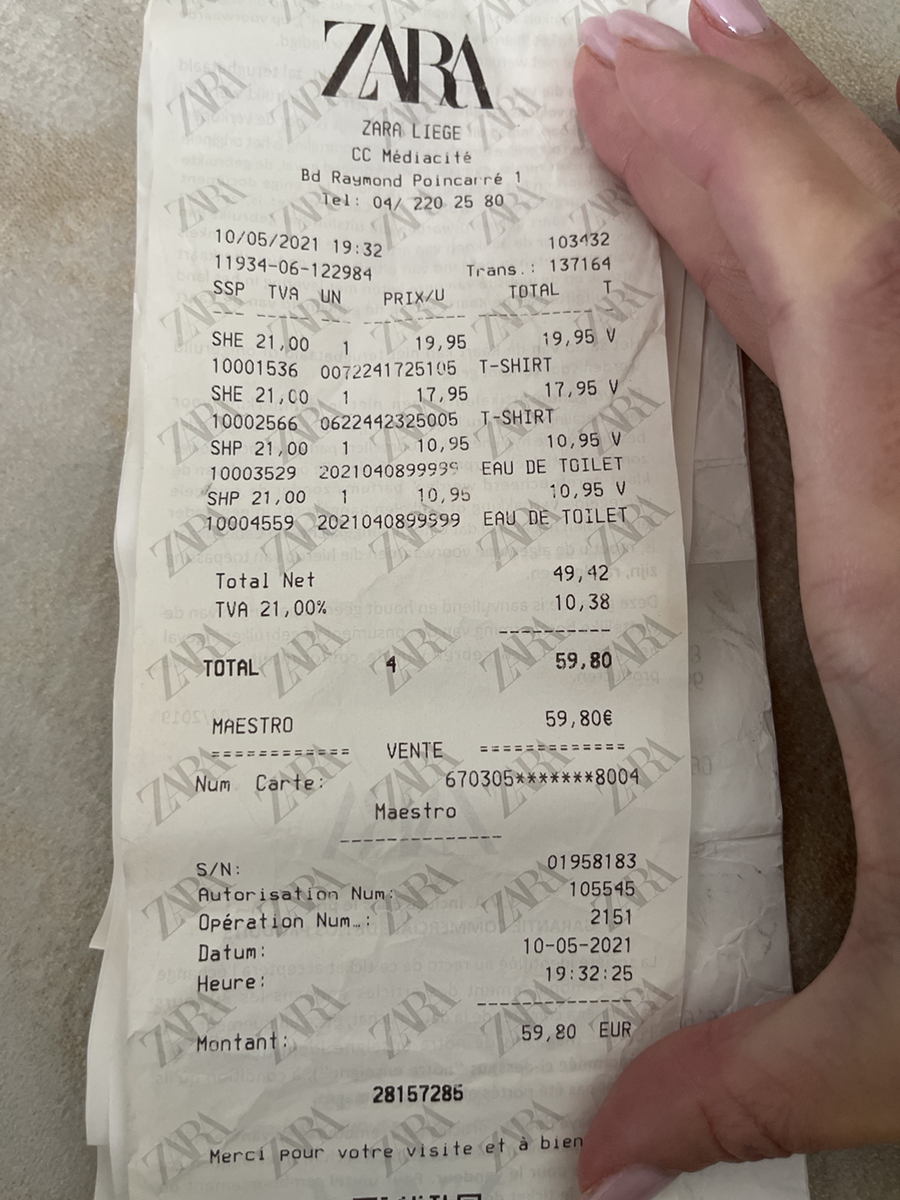 ZARA
ZARA LIEGE
CC Médiacité
Bd Raymond Poincarré 1
Tel: 04/ 220 25 80
10/05/2021 19:32 103432
11934-06-122984 Trans.: 137164
SSP TVA UN PRIX/U TOTAL T
SHE 21,00 1 19,95 19,95 V
10001536 0072241725105 T-SHIRT
SHE 21,00 1 17,95 17,95 V
10002566 0622442325005 T-SHIRT
SHP 21,00 1 10,95 10,95 V
10003529 2021040899999 EAU DE TOILET
SHP 21,00 1 10,95 10,95 V
10004559 2021040899999 EAU DE TOILET
Total Net 49,42
TVA 21,00% 10,38
TOTAL 4 59,80
MAESTRO 59,80€
============ VENTE =============
Num Carte: 670305*******8004
Maestro
S/N: 01958183
Autorisation Num: 105545
Opération Num..: 2151
Datum: 10-05-2021
Heure: 19:32:25
Montant: 59,80 EUR
28157285
Merci pour votre visite et à bien